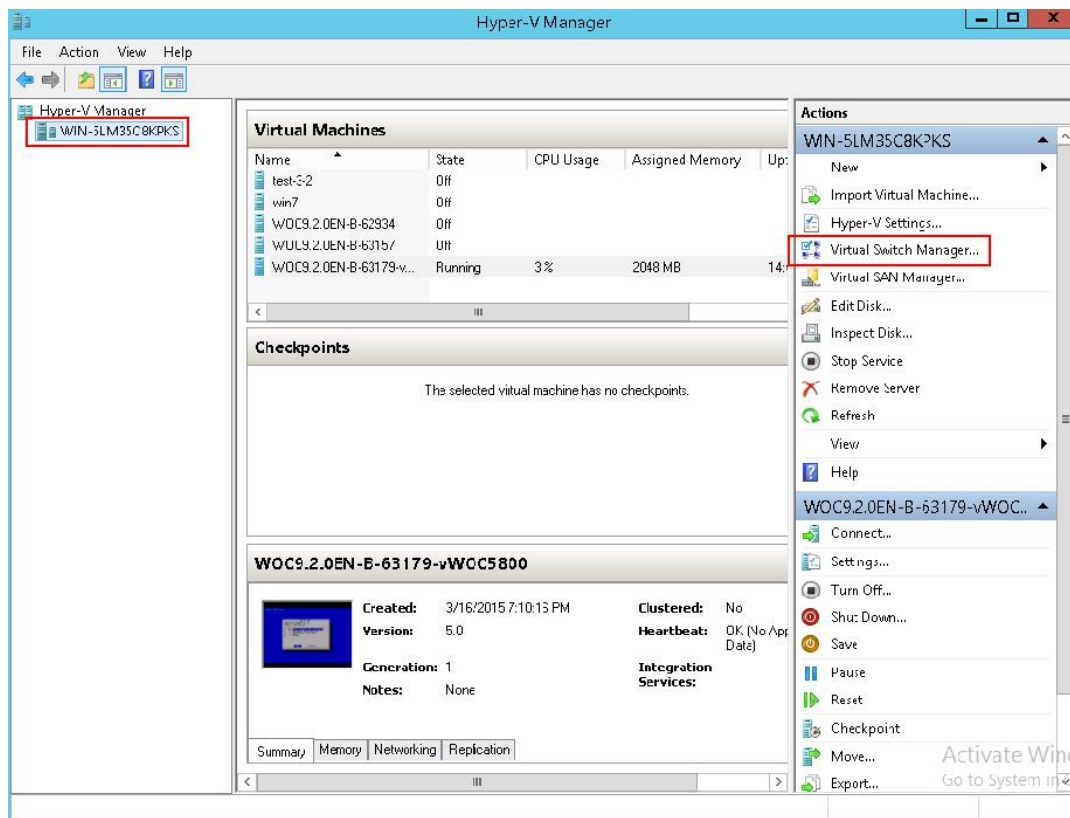 Hyper-V Manager
File Action View Help
Hyper-V Manager
WIN-5LM35C8KPKS
Virtual Machines
Name State CPU Usage Assigned Memory
test-3-2 Off
win7 Off
WOC9.2.0EN-B-62934 Off
WOC9.2.0EN-B-63157 Off
WOC9.2.0EN-B-63179-v... Running 3 % 2048 MB 14:
Checkpoints
The selected virtual machine has no checkpoints.
WOC9.2.0EN-B-63179-vWOC5800
Created: 3/16/2015 7:10:16 PM Clustered: No
Version: 5.0 Heartbeat: OK (No App
Data)
Generation: 1 Integration
Services:
Notes: None
Summary Memory Networking Replication
Actions
WIN-5LM35C8KPKS
New
Import Virtual Machine...
Hyper-V Settings...
Virtual Switch Manager...
Virtual SAN Manager...
Edit Disk...
Inspect Disk...
Stop Service
Remove Server
Refresh
View
Help
WOC9.2.0EN-B-63179-vWOC..
Connect...
Settings...
Turn Off...
Shut Down...
Save
Pause
Reset
Checkpoint
Move...
Export...
Activate Win
Go to System in